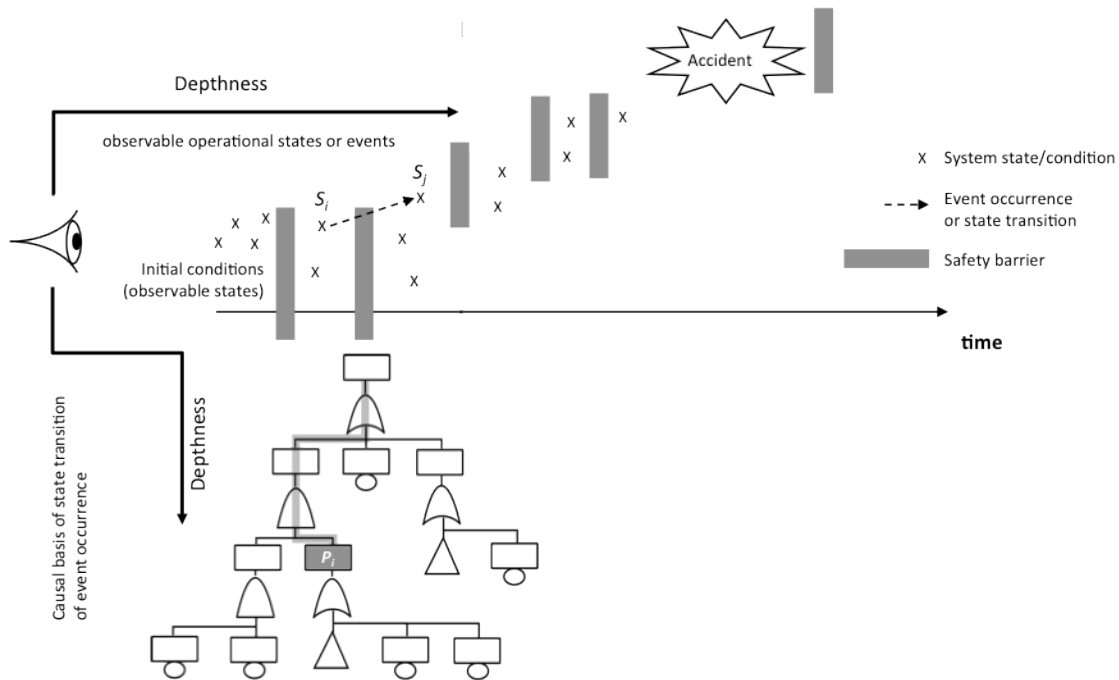 Accident
Depthness
observable operational states or events
x System state/condition
x
x
x
x
Sj
x
x
Event occurrence
or state transition
Si
x
x
x
x
x
x
x
x
Safety barrier
Initial conditions
(observable states)
x
x
time
Depthness
Causal basis of state transition
of event occurrence
Pi